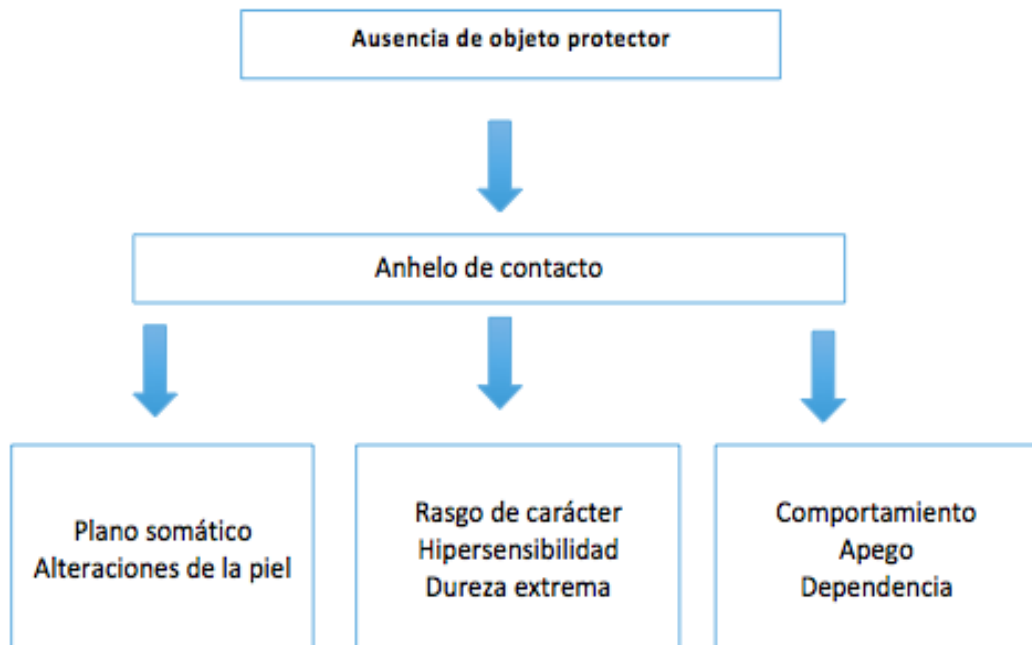 Ausencia de objeto protector
Anhelo de contacto
Plano somático
Alteraciones de la piel
Rasgo de carácter
Hipersensibilidad
Dureza extrema
Comportamiento
Apego
Dependencia